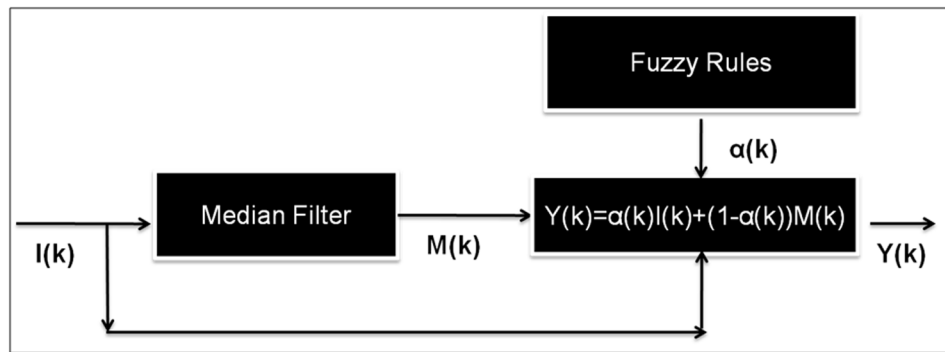 Fuzzy Rules
α(k)
Median Filter
Y(k)=α(k)I(k)+(1-α(k))M(k)
I(k)
M(k)
Y(k)